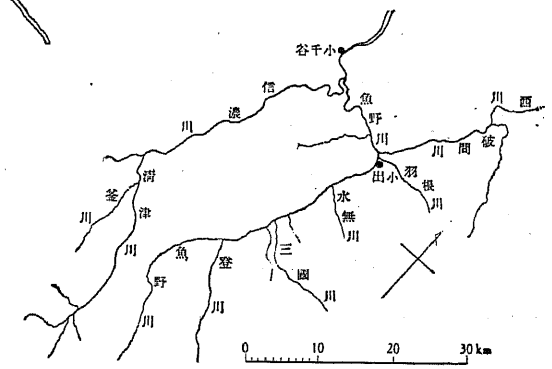 小千谷
信濃川
魚野川
西川
破間川
小出
羽根川
水無川
三國川
登川
魚野川
淸津川
釜川
0 10 20 30 km